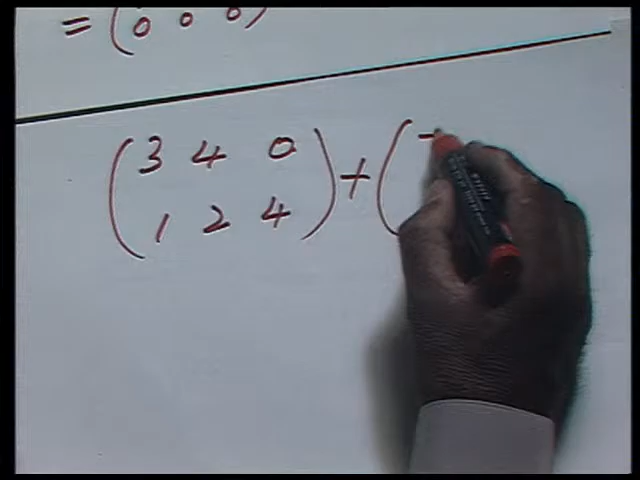 = ( 0 0 0 )
( 3 4 0 ) + ( -
( 1 2 4 )